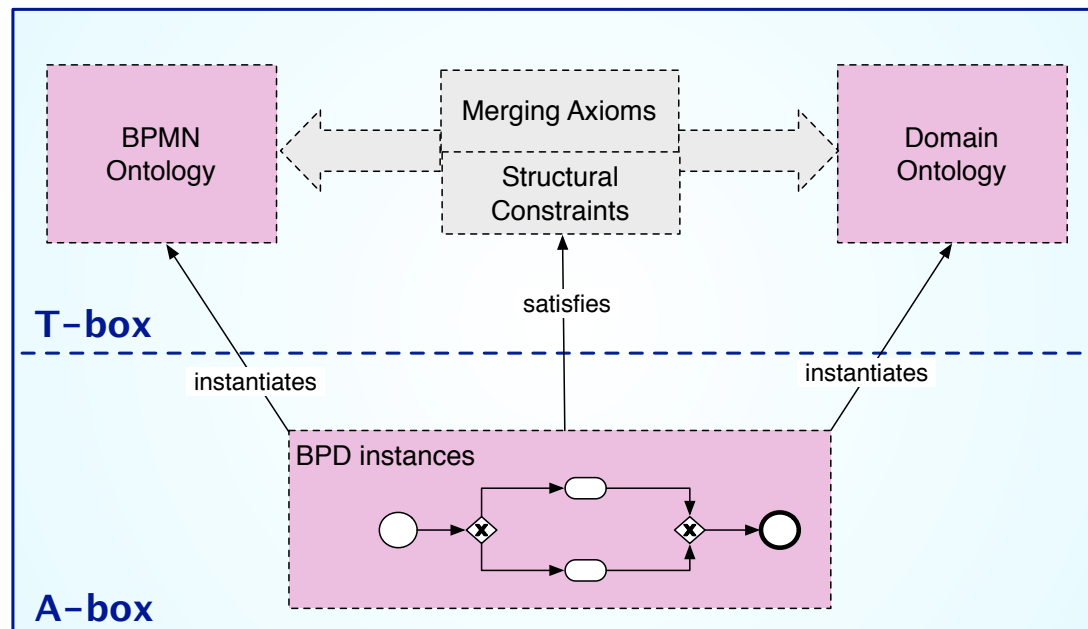 BPMN
Ontology
Merging Axioms
Structural
Constraints
Domain
Ontology
satisfies
T-box
instantiates
instantiates
BPD instances
X
X
A-box